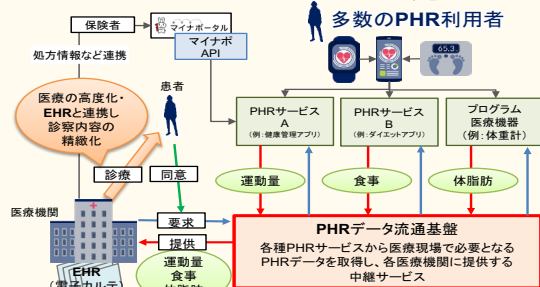 保険者
マイナポータル
マイナポ
API
多数のPHR利用者
65.3
処方情報など連携
医療の高度化・
EHRと連携し
診察内容の
精緻化
患者
PHRサービス
A
(例:健康管理アプリ)
PHRサービス
B
(例:ダイエットアプリ)
プログラム
医療機器
(例:体重計)
診療
同意
運動量
食事
体脂肪
医療機関
要求
提供
PHRデータ流通基盤
各種PHRサービスから医療現場で必要となる
PHRデータを取得し、各医療機関に提供する
中継サービス
EHR
(電子カルテ)
運動量
食事
体脂肪